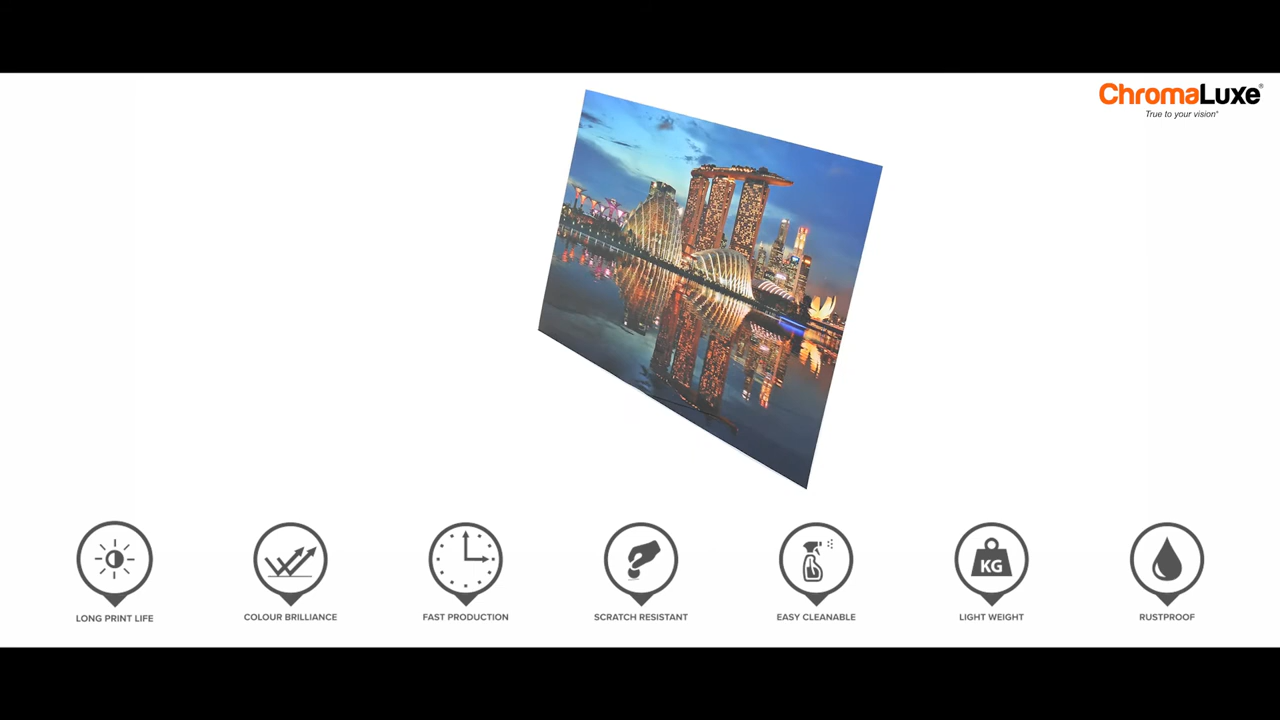 ChromaLuxe®
True to your vision®
KG
LONG PRINT LIFE
COLOUR BRILLIANCE
FAST PRODUCTION
SCRATCH RESISTANT
EASY CLEANABLE
LIGHT WEIGHT
RUSTPROOF